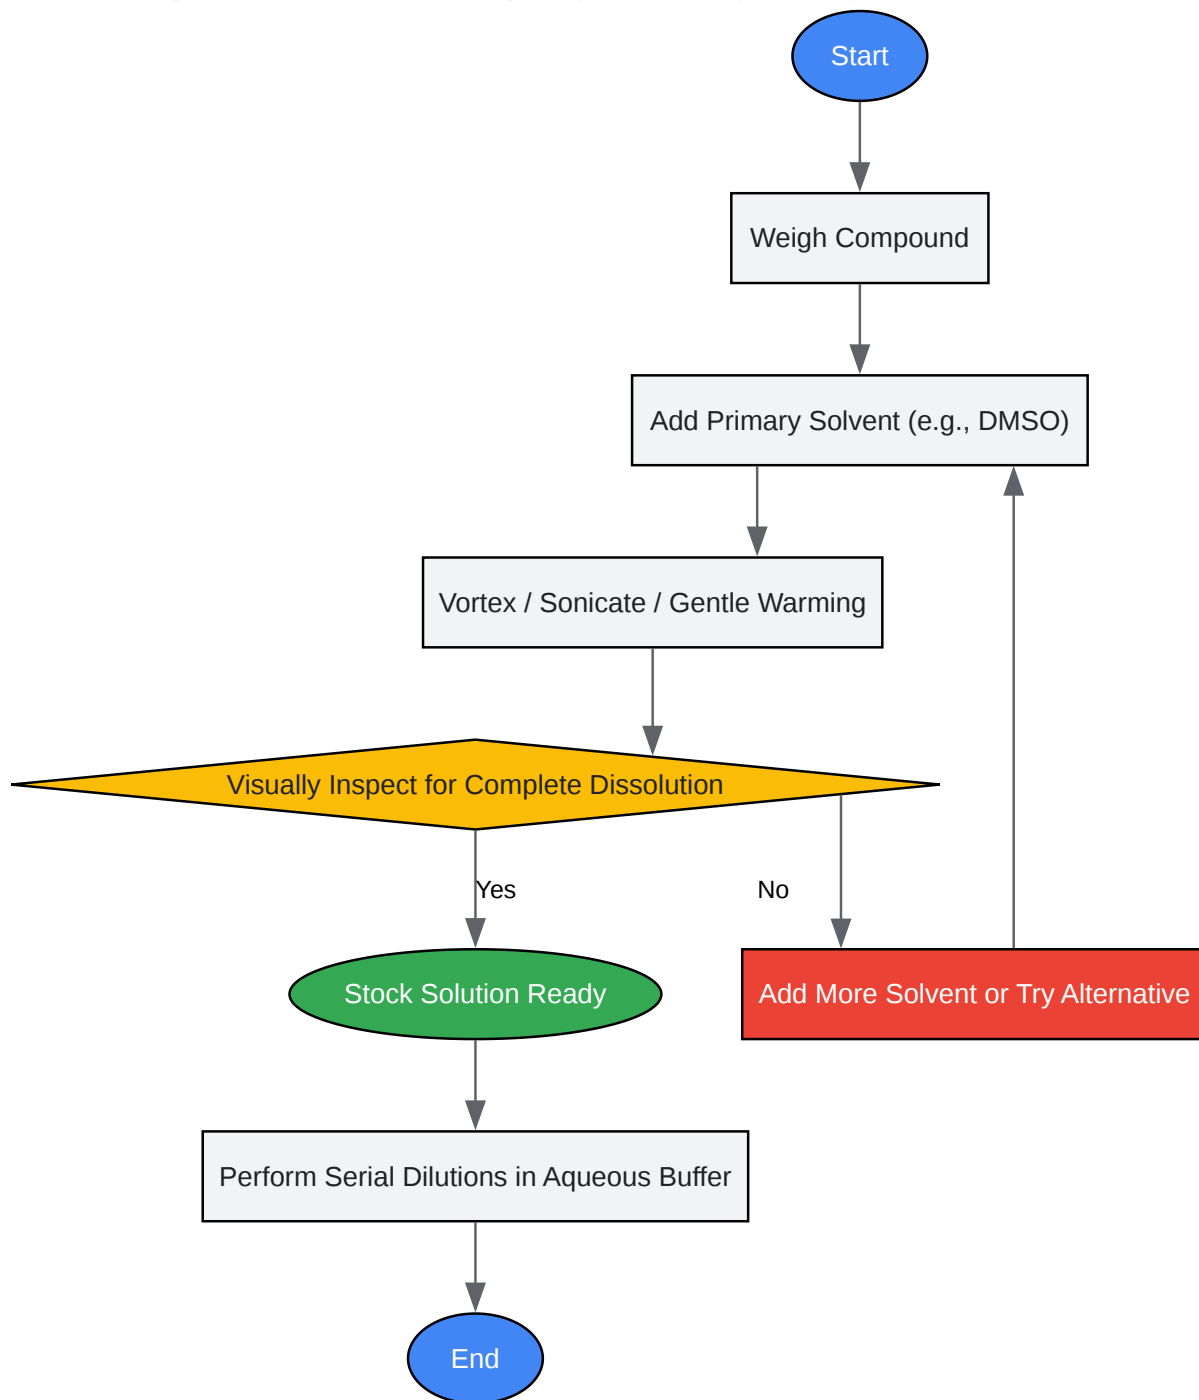 Start
Weigh Compound
Add Primary Solvent (e.g., DMSO)
Vortex / Sonicate / Gentle Warming
Visually Inspect for Complete Dissolution
Yes
No
Stock Solution Ready
Add More Solvent or Try Alternative
Perform Serial Dilutions in Aqueous Buffer
End